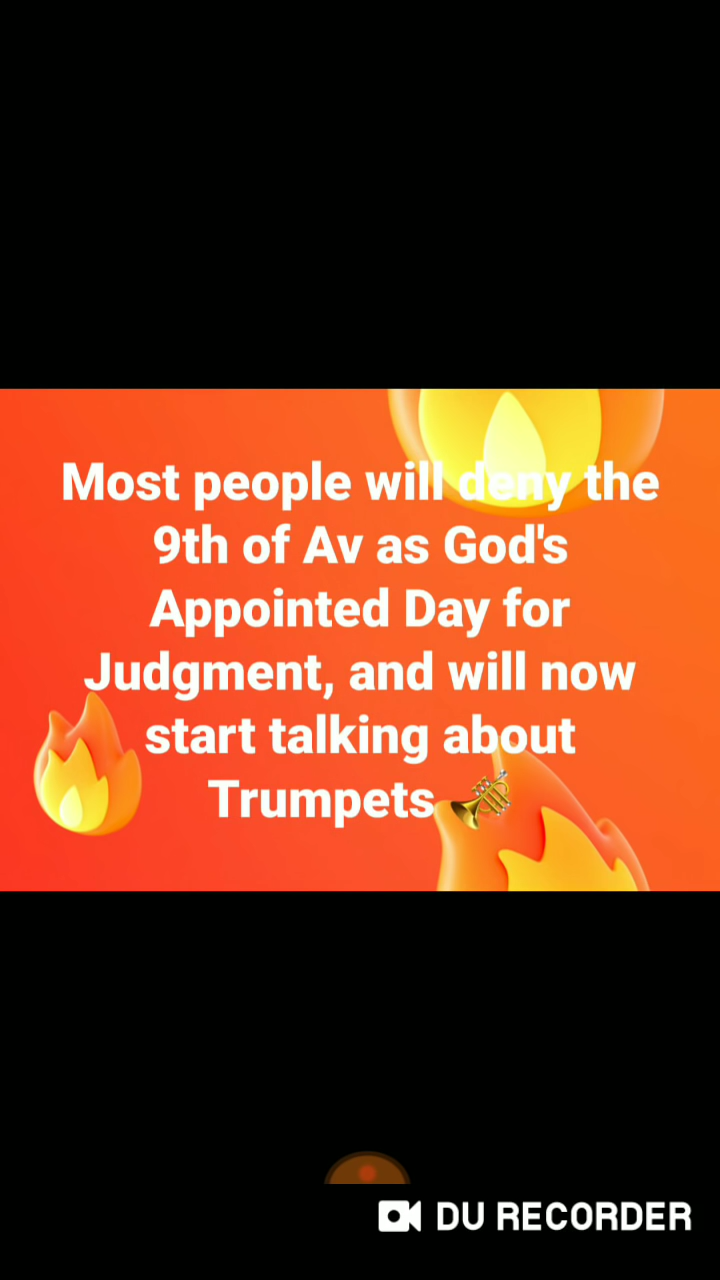 Most people will deny the
9th of Av as God's
Appointed Day for
Judgment, and will now
start talking about
Trumpets 🎺
DU RECORDER